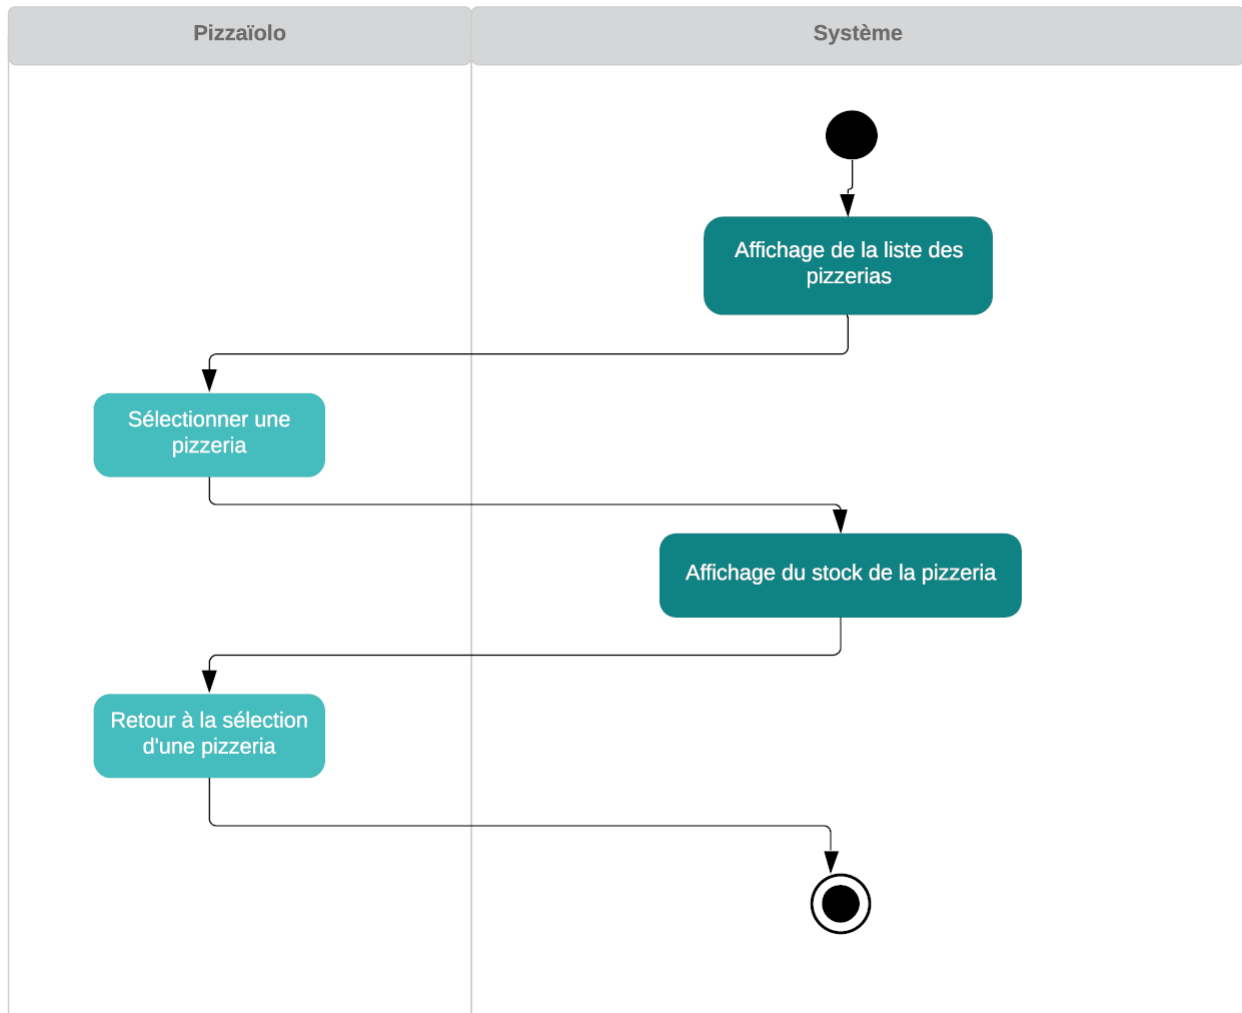 Pizzaïolo
Système
Affichage de la liste des
pizzerias
Sélectionner une
pizzeria
Affichage du stock de la pizzeria
Retour à la sélection
d'une pizzeria